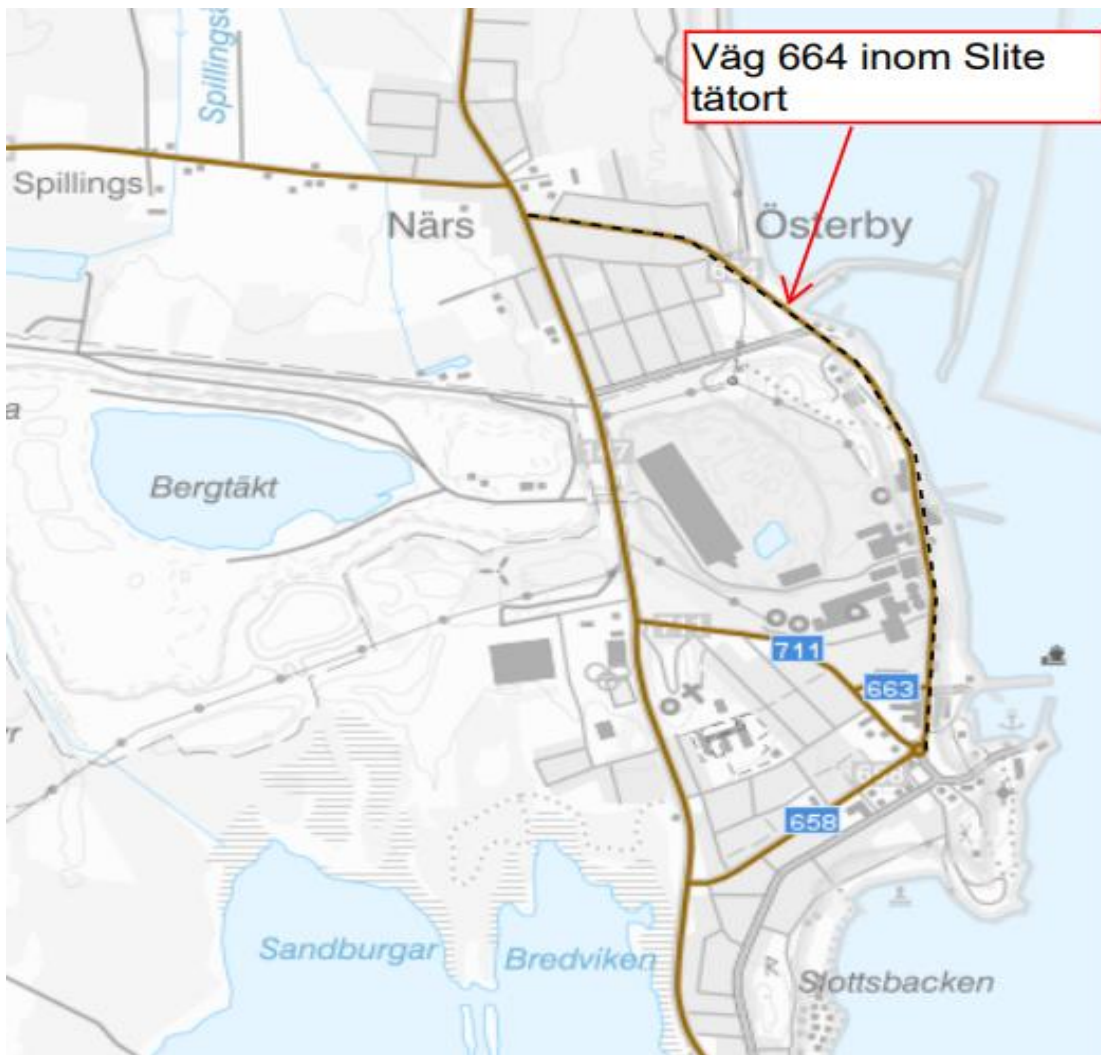 Väg 664 inom Slite
tätort
Spillings
Närs
Österby
Bergtäkt
711
663
658
Sandburgar
Bredviken
Slottsbacken